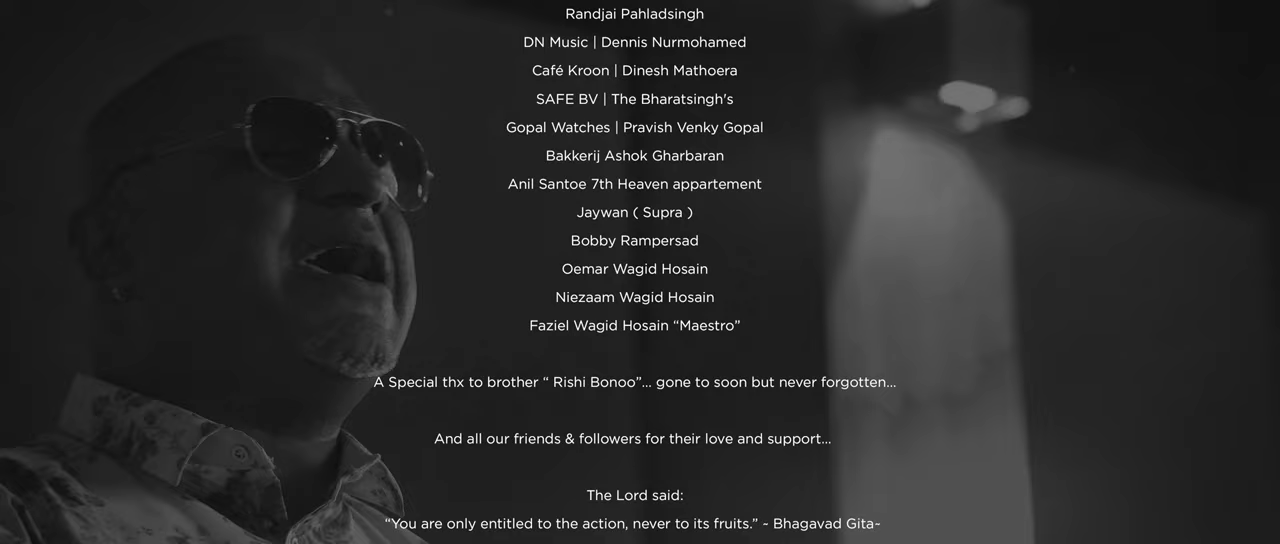 Randjai Pahladsingh
DN Music | Dennis Nurmohamed
Café Kroon | Dinesh Mathoera
SAFE BV | The Bharatsingh's
Gopal Watches | Pravish Venky Gopal
Bakkerij Ashok Gharbaran
Anil Santoe 7th Heaven appartement
Jaywan ( Supra )
Bobby Rampersad
Oemar Wagid Hosain
Niezaam Wagid Hosain
Faziel Wagid Hosain “Maestro”
A Special thx to brother “ Rishi Bonoo”... gone to soon but never forgotten...
And all our friends & followers for their love and support...
The Lord said:
“You are only entitled to the action, never to its fruits.” ~ Bhagavad Gita~